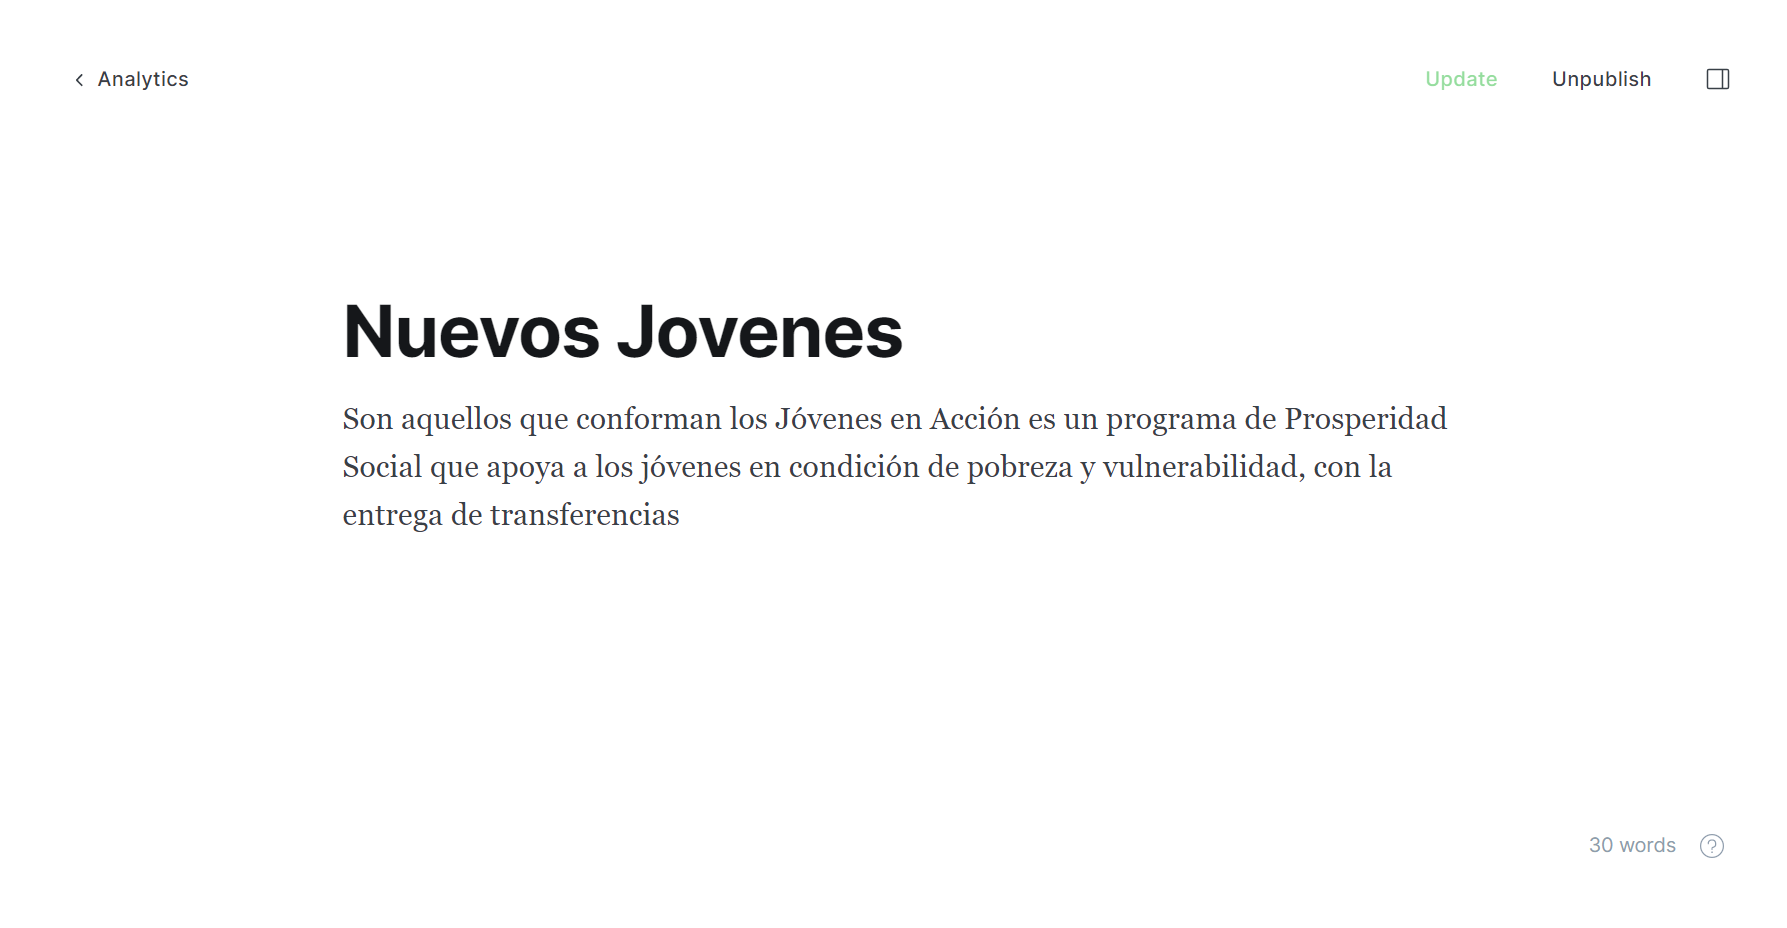 Analytics
Update
Unpublish
Nuevos Jovenes
Son aquellos que conforman los Jóvenes en Acción es un programa de Prosperidad
Social que apoya a los jóvenes en condición de pobreza y vulnerabilidad, con la
entrega de transferencias
30 words
?